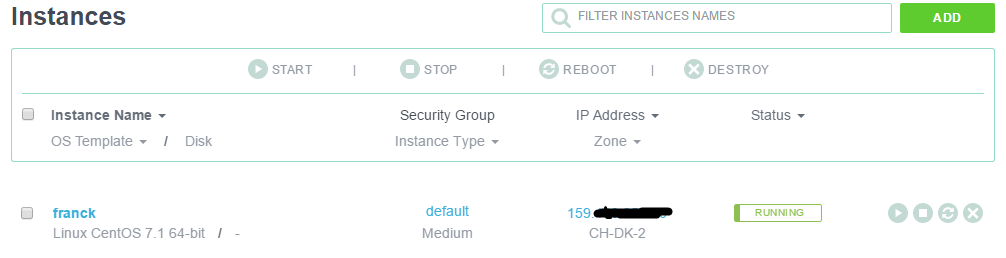 Instances
FILTER INSTANCES NAMES
ADD
START | STOP | REBOOT | DESTROY
Instance Name Security Group IP Address Status
OS Template / Disk Instance Type Zone
franck default 159. RUNNING
Linux CentOS 7.1 64-bit / - Medium CH-DK-2